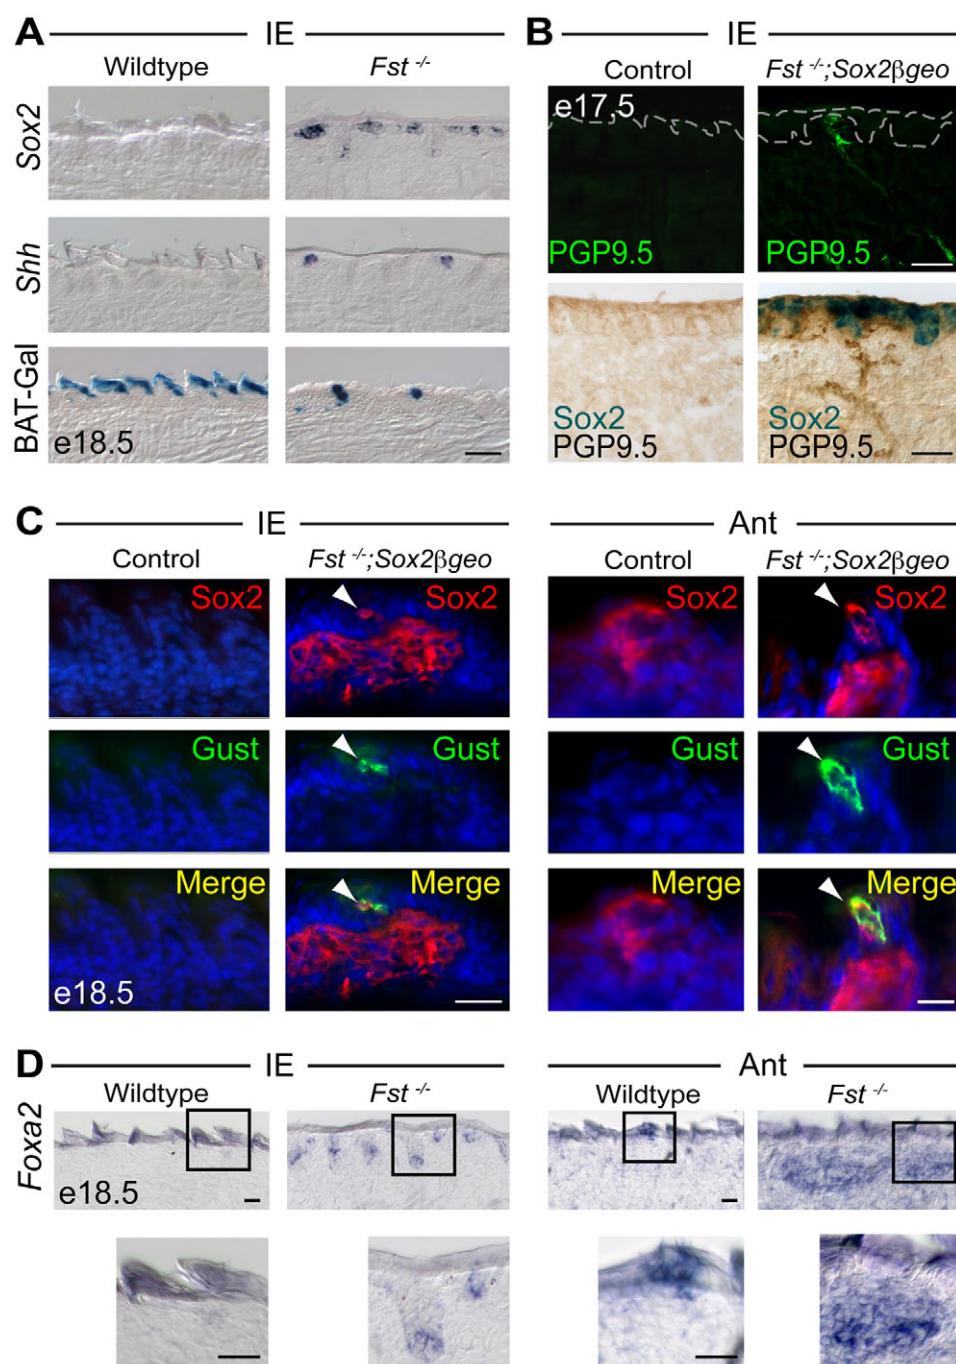 A IE
Wildtype Fst -/-
Sox2
Shh
BAT-Gal
e18.5
B IE
Control Fst -/-;Sox2βgeo
e17.5
PGP9.5 PGP9.5
Sox2 Sox2
PGP9.5 PGP9.5
C IE Ant
Control Fst -/-;Sox2βgeo Control Fst -/-;Sox2βgeo
Sox2 Sox2 Sox2 Sox2
Gust Gust Gust Gust
Merge Merge Merge Merge
e18.5
D IE Ant
Wildtype Fst -/- Wildtype Fst -/-
Foxa2
e18.5